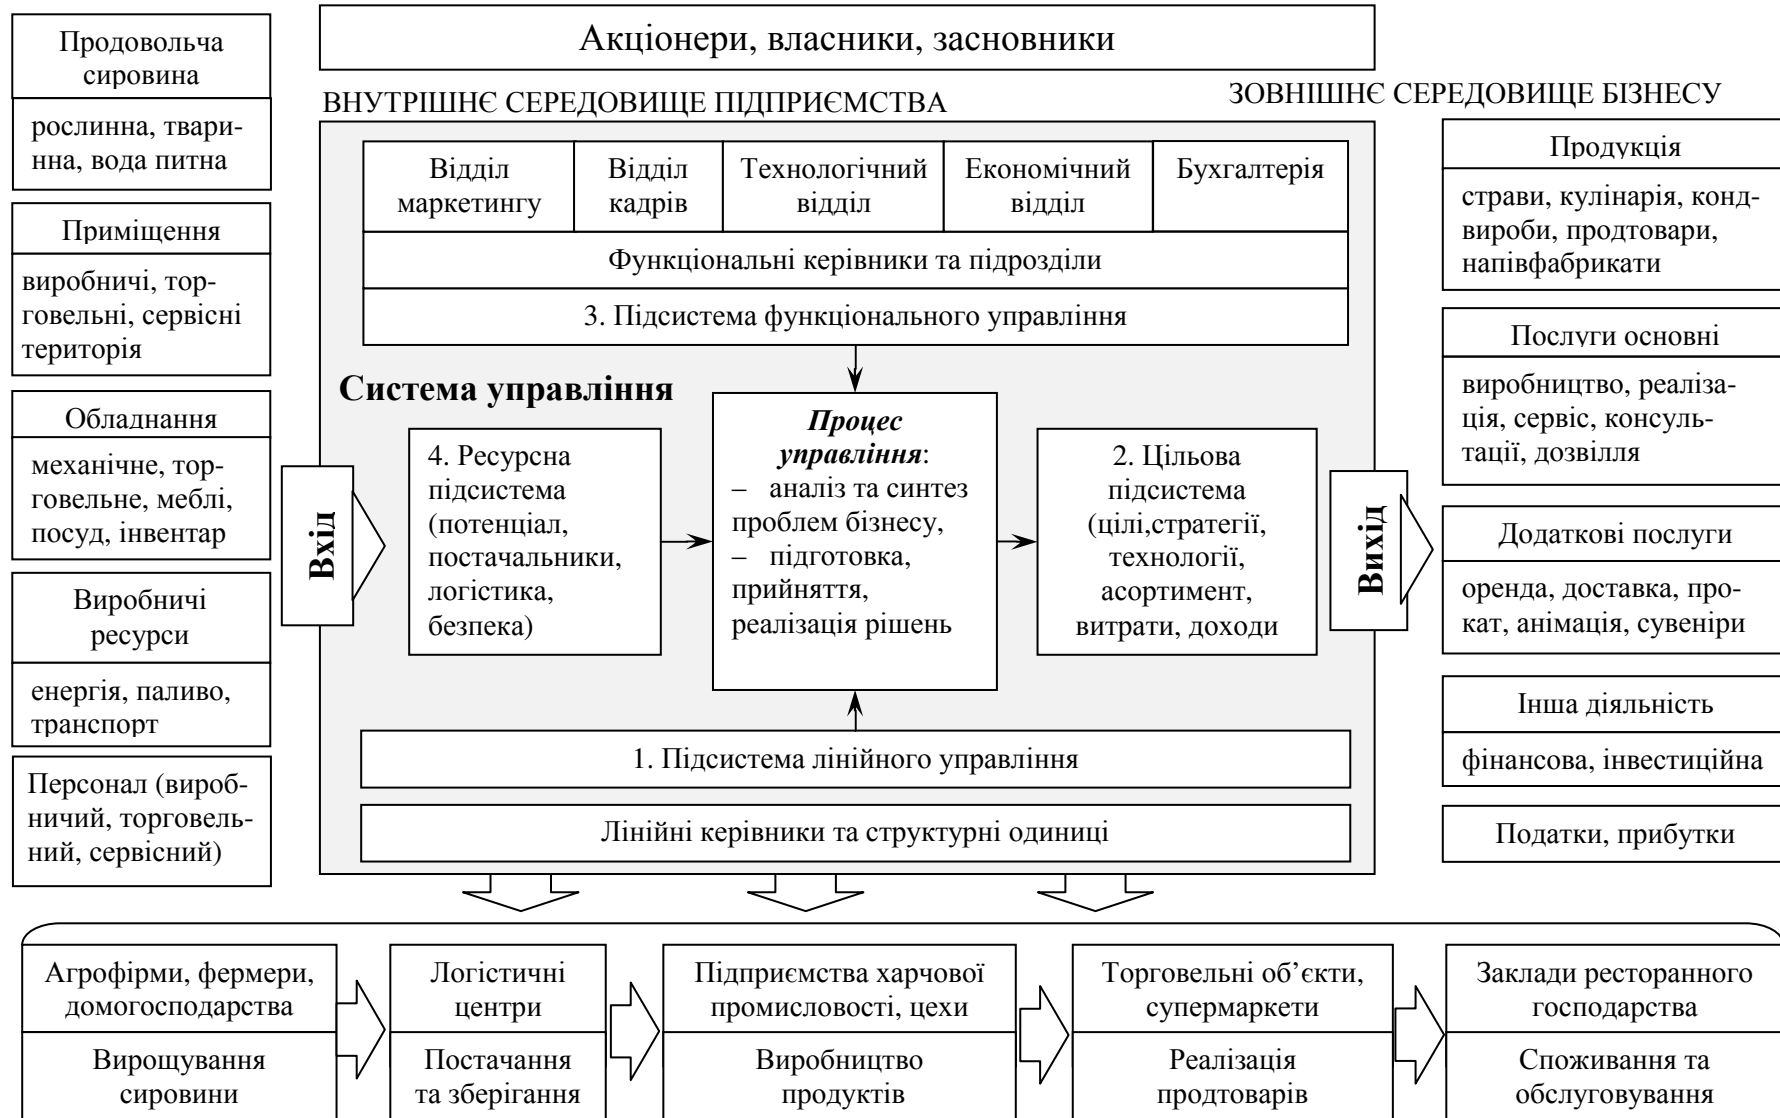 Акціонери, власники, засновники
ВНУТРІШНЄ СЕРЕДОВИЩЕ ПІДПРИЄМСТВА
ЗОВНІШНЄ СЕРЕДОВИЩЕ БІЗНЕСУ
Продовольча
сировина
рослинна, твари-
нна, вода питна
Приміщення
виробничі, тор-
говельні, сервісні
територія
Обладнання
механічне, тор-
говельне, меблі,
посуд, інвентар
Виробничі
ресурси
енергія, паливо,
транспорт
Персонал (вироб-
ничий, торговель-
ний, сервісний)
Вхід
Відділ
маркетингу
Відділ
кадрів
Технологічний
відділ
Економічний
відділ
Бухгалтерія
Функціональні керівники та підрозділи
3. Підсистема функціонального управління
Система управління
4. Ресурсна
підсистема
(потенціал,
постачальники,
логістика,
безпека)
Процес
управління:
– аналіз та синтез
проблем бізнесу,
– підготовка,
прийняття,
реалізація рішень
2. Цільова
підсистема
(цілі,стратегії,
технології,
асортимент,
витрати, доходи
1. Підсистема лінійного управління
Лінійні керівники та структурні одиниці
Вихід
Продукція
страви, кулінарія, конд-
вироби, продтовари,
напівфабрикати
Послуги основні
виробництво, реаліза-
ція, сервіс, консуль-
тації, дозвілля
Додаткові послуги
оренда, доставка, про-
кат, анімація, сувеніри
Інша діяльність
фінансова, інвестиційна
Податки, прибутки
Агрофірми, фермери,
домогосподарства
Вирощування
сировини
Логістичні
центри
Постачання
та зберігання
Підприємства харчової
промисловості, цехи
Виробництво
продуктів
Торговельні об’єкти,
супермаркети
Реалізація
продтоварів
Заклади ресторанного
господарства
Споживання та
обслуговування